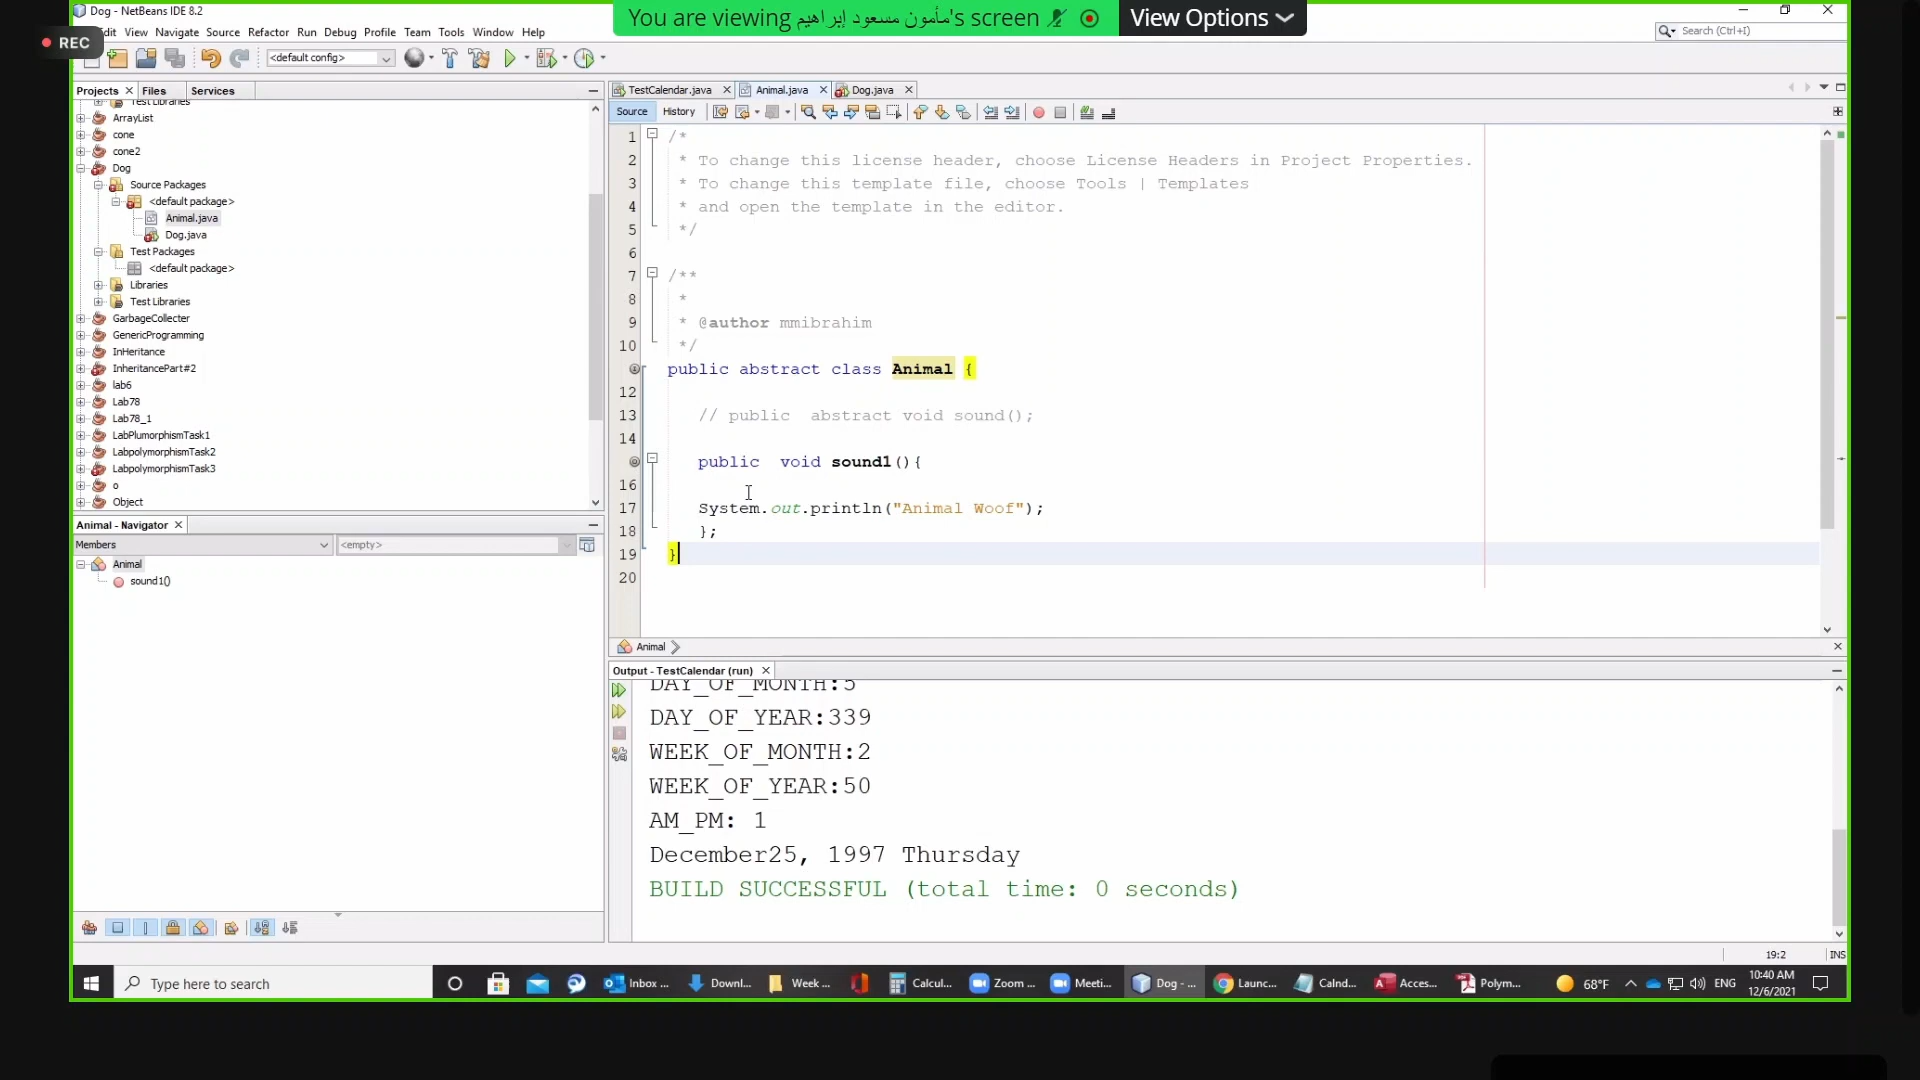 Dog - NetBeans IDE 8.2
You are viewing مأمون مسعود إبراهيم's screen
View Options
REC
dit View Navigate Source Refactor Run Debug Profile Team Tools Window Help
Search (Ctrl+I)
<default config>
Projects Files Services
TestCalendar.java Animal.java Dog.java
Source History
Test Libraries
ArrayList
cone
cone2
Dog
Source Packages
<default package>
Animal.java
Dog.java
Test Packages
<default package>
Libraries
Test Libraries
GarbageCollecter
GenericProgramming
InHeritance
InheritancePart#2
lab6
Lab78
Lab78_1
LabPlumorphismTask1
LabpolymorphismTask2
LabpolymorphismTask3
o
Object
1 /*
2 * To change this license header, choose License Headers in Project Properties.
3 * To change this template file, choose Tools | Templates
4 * and open the template in the editor.
5 */
6
7 /**
8 *
9 * @author mmibrahim
10 */
public abstract class Animal {
12
13 // public abstract void sound();
14
public void sound1(){
16
17 System.out.println("Animal Woof");
18 };
19 }
20
Animal - Navigator
Members
<empty>
Animal
sound1()
Animal
Output - TestCalendar (run)
DAY_OF_MONTH:5
DAY_OF_YEAR:339
WEEK_OF_MONTH:2
WEEK_OF_YEAR:50
AM_PM: 1
December25, 1997 Thursday
BUILD SUCCESSFUL (total time: 0 seconds)
19:2 INS
Type here to search
Inbox ...
Downl...
Week ...
Calcul...
Zoom ...
Meeti...
Dog - ...
Launc...
Calnd...
Acces...
Polym...
68°F
ENG
10:40 AM
12/6/2021